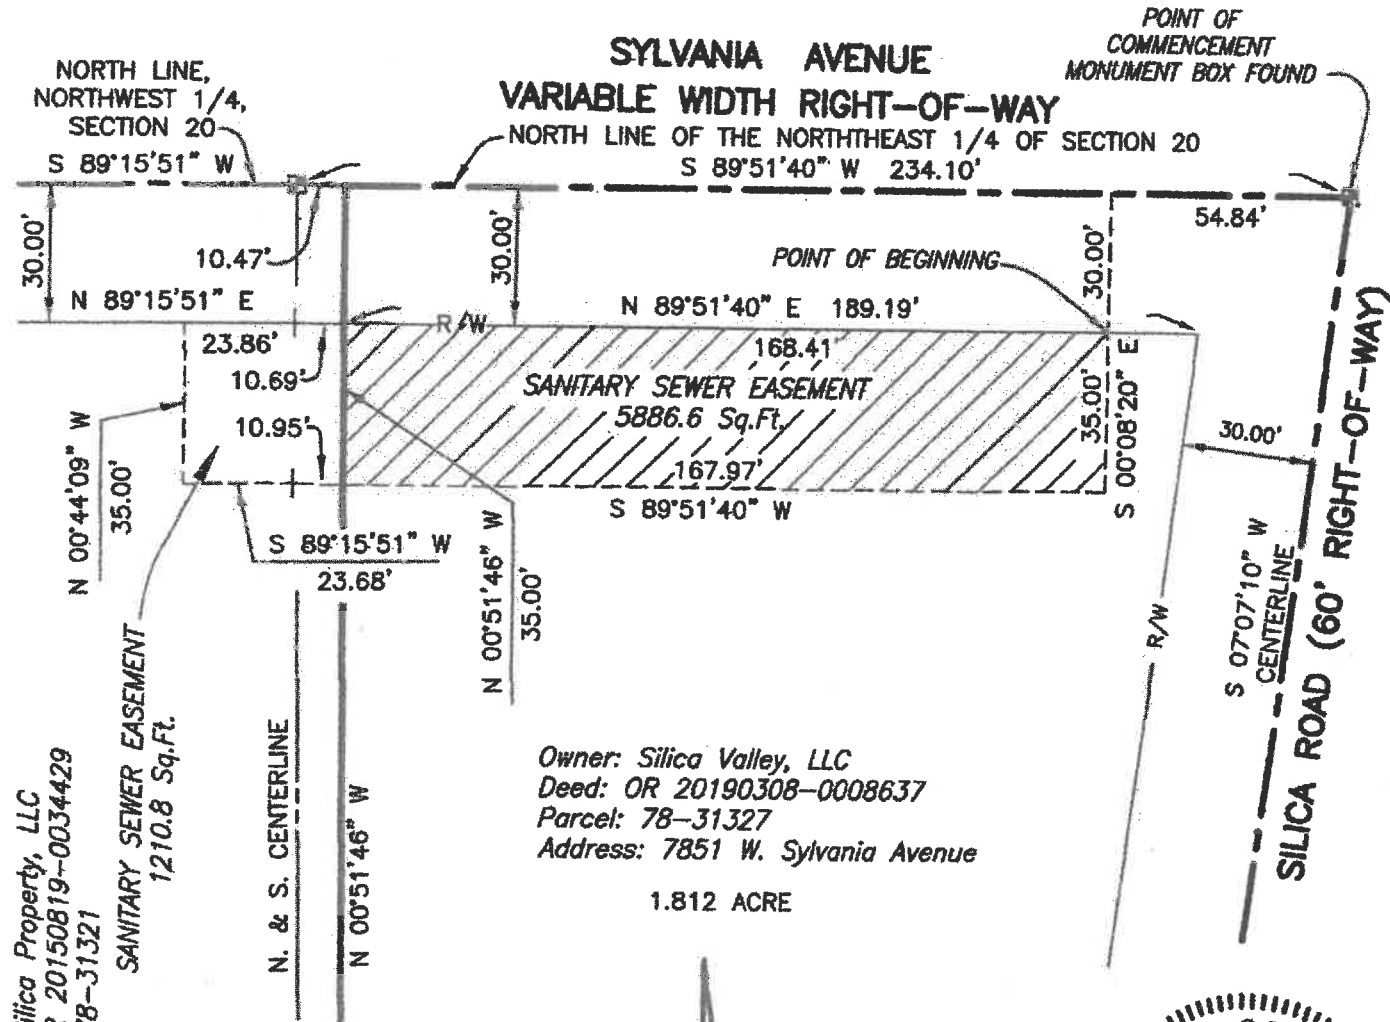 POINT OF
COMMENCEMENT
MONUMENT BOX FOUND
SYLVANIA AVENUE
VARIABLE WIDTH RIGHT-OF-WAY
NORTH LINE OF THE NORTHTHEAST 1/4 OF SECTION 20
S 89°51'40" W 234.10'
NORTH LINE,
NORTHWEST 1/4,
SECTION 20
S 89°15'51" W
54.84'
30.00'
10.47'
30.00'
POINT OF BEGINNING
30.00'
N 89°15'51" E
R/W
N 89°51'40" E 189.19'
23.86'
10.69'
10.95'
168.41'
SANITARY SEWER EASEMENT
5886.6 Sq.Ft.
167.97'
S 89°51'40" W
35.00'
S 00°08'20" E
30.00'
N 00°44'09" W
35.00'
S 89°15'51" W
23.68'
N 00°51'46" W
35.00'
R/W
S 07°07'10" W
CENTERLINE
SILICA ROAD (60' RIGHT-OF-WAY)
SANITARY SEWER EASEMENT
1210.8 Sq.Ft.
N. & S. CENTERLINE
N 00°51'46" W
Owner: Silica Valley, LLC
Deed: OR 20190308-0008637
Parcel: 78-31327
Address: 7851 W. Sylvania Avenue
1.812 ACRE
Property, LLC
20150819-0034429
78-31321